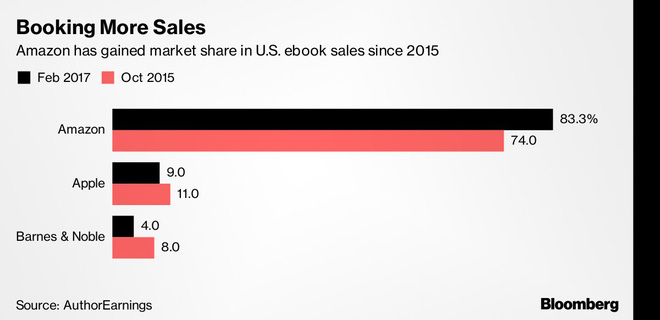 Booking More Sales
Amazon has gained market share in U.S. ebook sales since 2015
Feb 2017 Oct 2015
Amazon 83.3%
74.0
Apple 9.0
11.0
Barnes & Noble 4.0
8.0
Source: AuthorEarnings Bloomberg